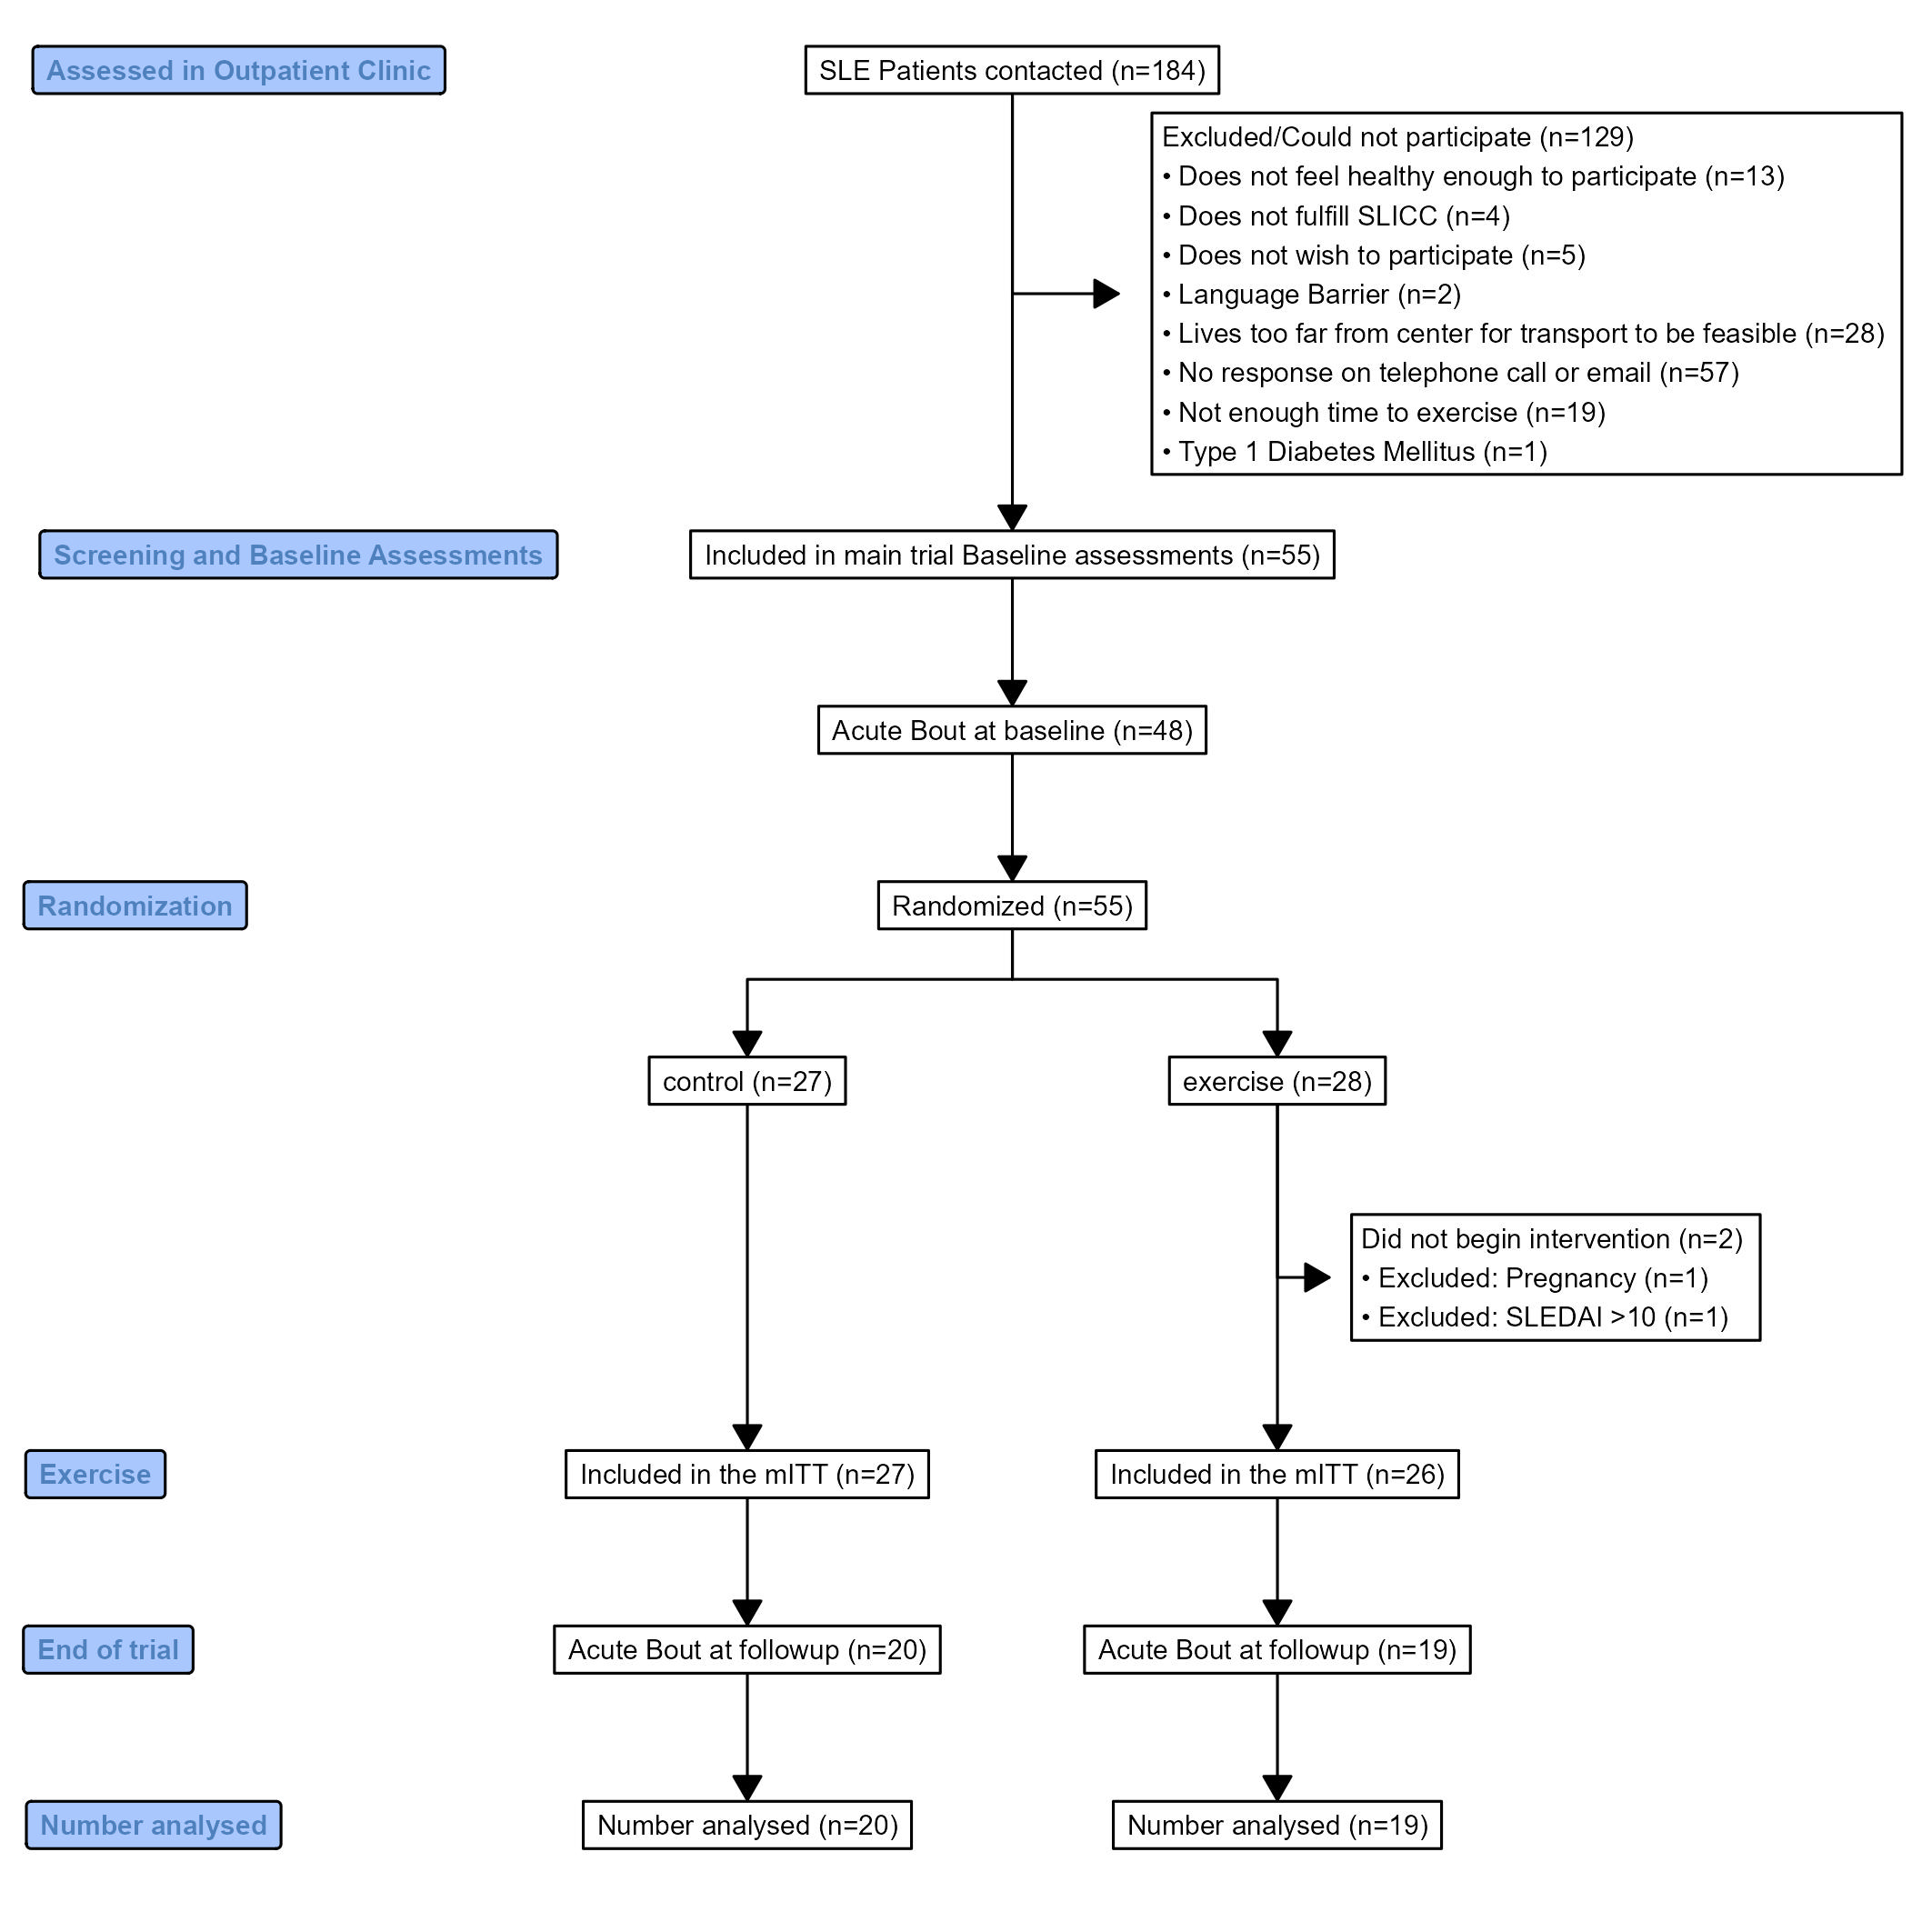 Assessed in Outpatient Clinic
SLE Patients contacted (n=184)
Excluded/Could not participate (n=129)
• Does not feel healthy enough to participate (n=13)
• Does not fulfill SLICC (n=4)
• Does not wish to participate (n=5)
• Language Barrier (n=2)
• Lives too far from center for transport to be feasible (n=28)
• No response on telephone call or email (n=57)
• Not enough time to exercise (n=19)
• Type 1 Diabetes Mellitus (n=1)
Screening and Baseline Assessments
Included in main trial Baseline assessments (n=55)
Acute Bout at baseline (n=48)
Randomization
Randomized (n=55)
control (n=27)
exercise (n=28)
Did not begin intervention (n=2)
• Excluded: Pregnancy (n=1)
• Excluded: SLEDAI >10 (n=1)
Exercise
Included in the mITT (n=27)
Included in the mITT (n=26)
End of trial
Acute Bout at followup (n=20)
Acute Bout at followup (n=19)
Number analysed
Number analysed (n=20)
Number analysed (n=19)